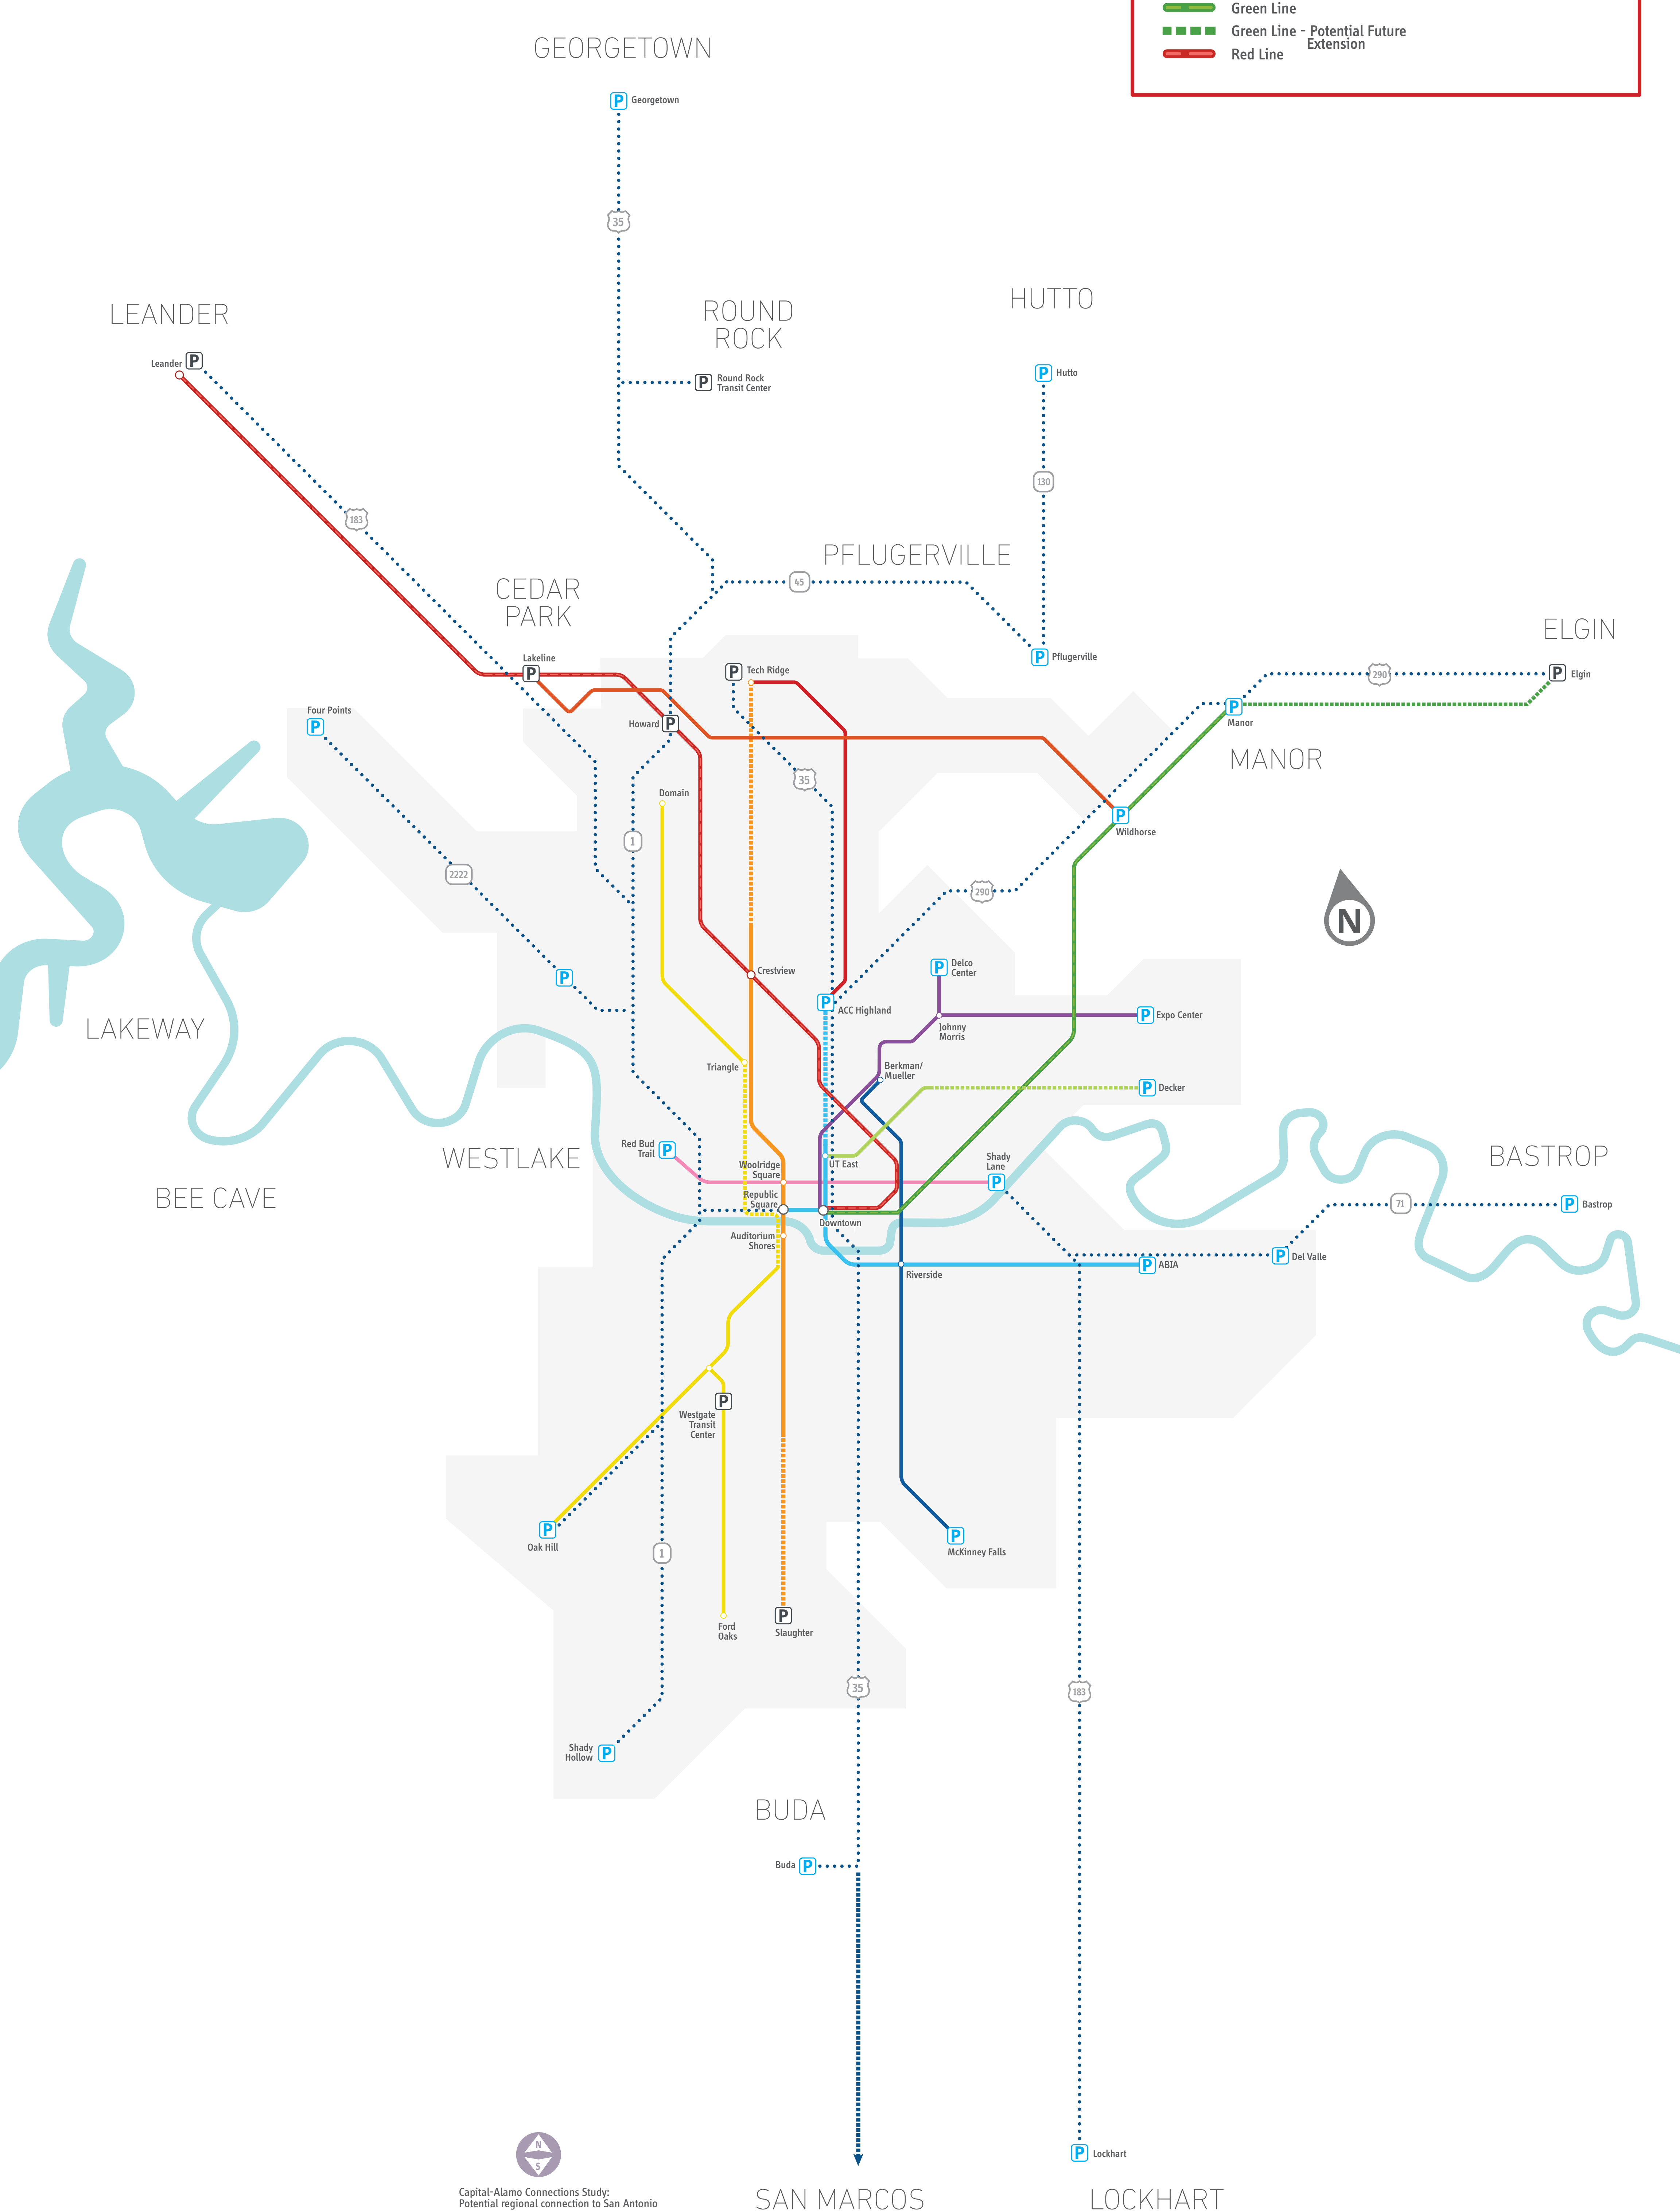 Green Line
Green Line - Potential Future
Extension
Red Line
GEORGETOWN
P Georgetown
35
HUTTO
LEANDER
ROUND
ROCK
Leander P
P Round Rock
Transit Center
P Hutto
130
183
PFLUGERVILLE
45
CEDAR
PARK
ELGIN
Lakeline
P
P Tech Ridge
P Pflugerville
290
P Elgin
Four Points
P
Howard P
P
Manor
MANOR
35
Domain
P
Wildhorse
1
2222
290
N
P
Crestview
P Delco
Center
P
ACC Highland
P Expo Center
LAKEWAY
Johnny
Morris
Triangle
Berkman/
Mueller
P Decker
WESTLAKE
Red Bud
Trail P
Woolridge
Square
UT East
Shady
Lane
P
BASTROP
BEE CAVE
Republic
Square
Downtown
71
P Bastrop
Auditorium
Shores
P Del Valle
Riverside
P ABIA
P
Westgate
Transit
Center
P
Oak Hill
P
McKinney Falls
1
Ford
Oaks
P
Slaughter
35
183
Shady
Hollow P
BUDA
Buda P
N
S
P Lockhart
Capital-Alamo Connections Study:
Potential regional connection to San Antonio
SAN MARCOS
LOCKHART